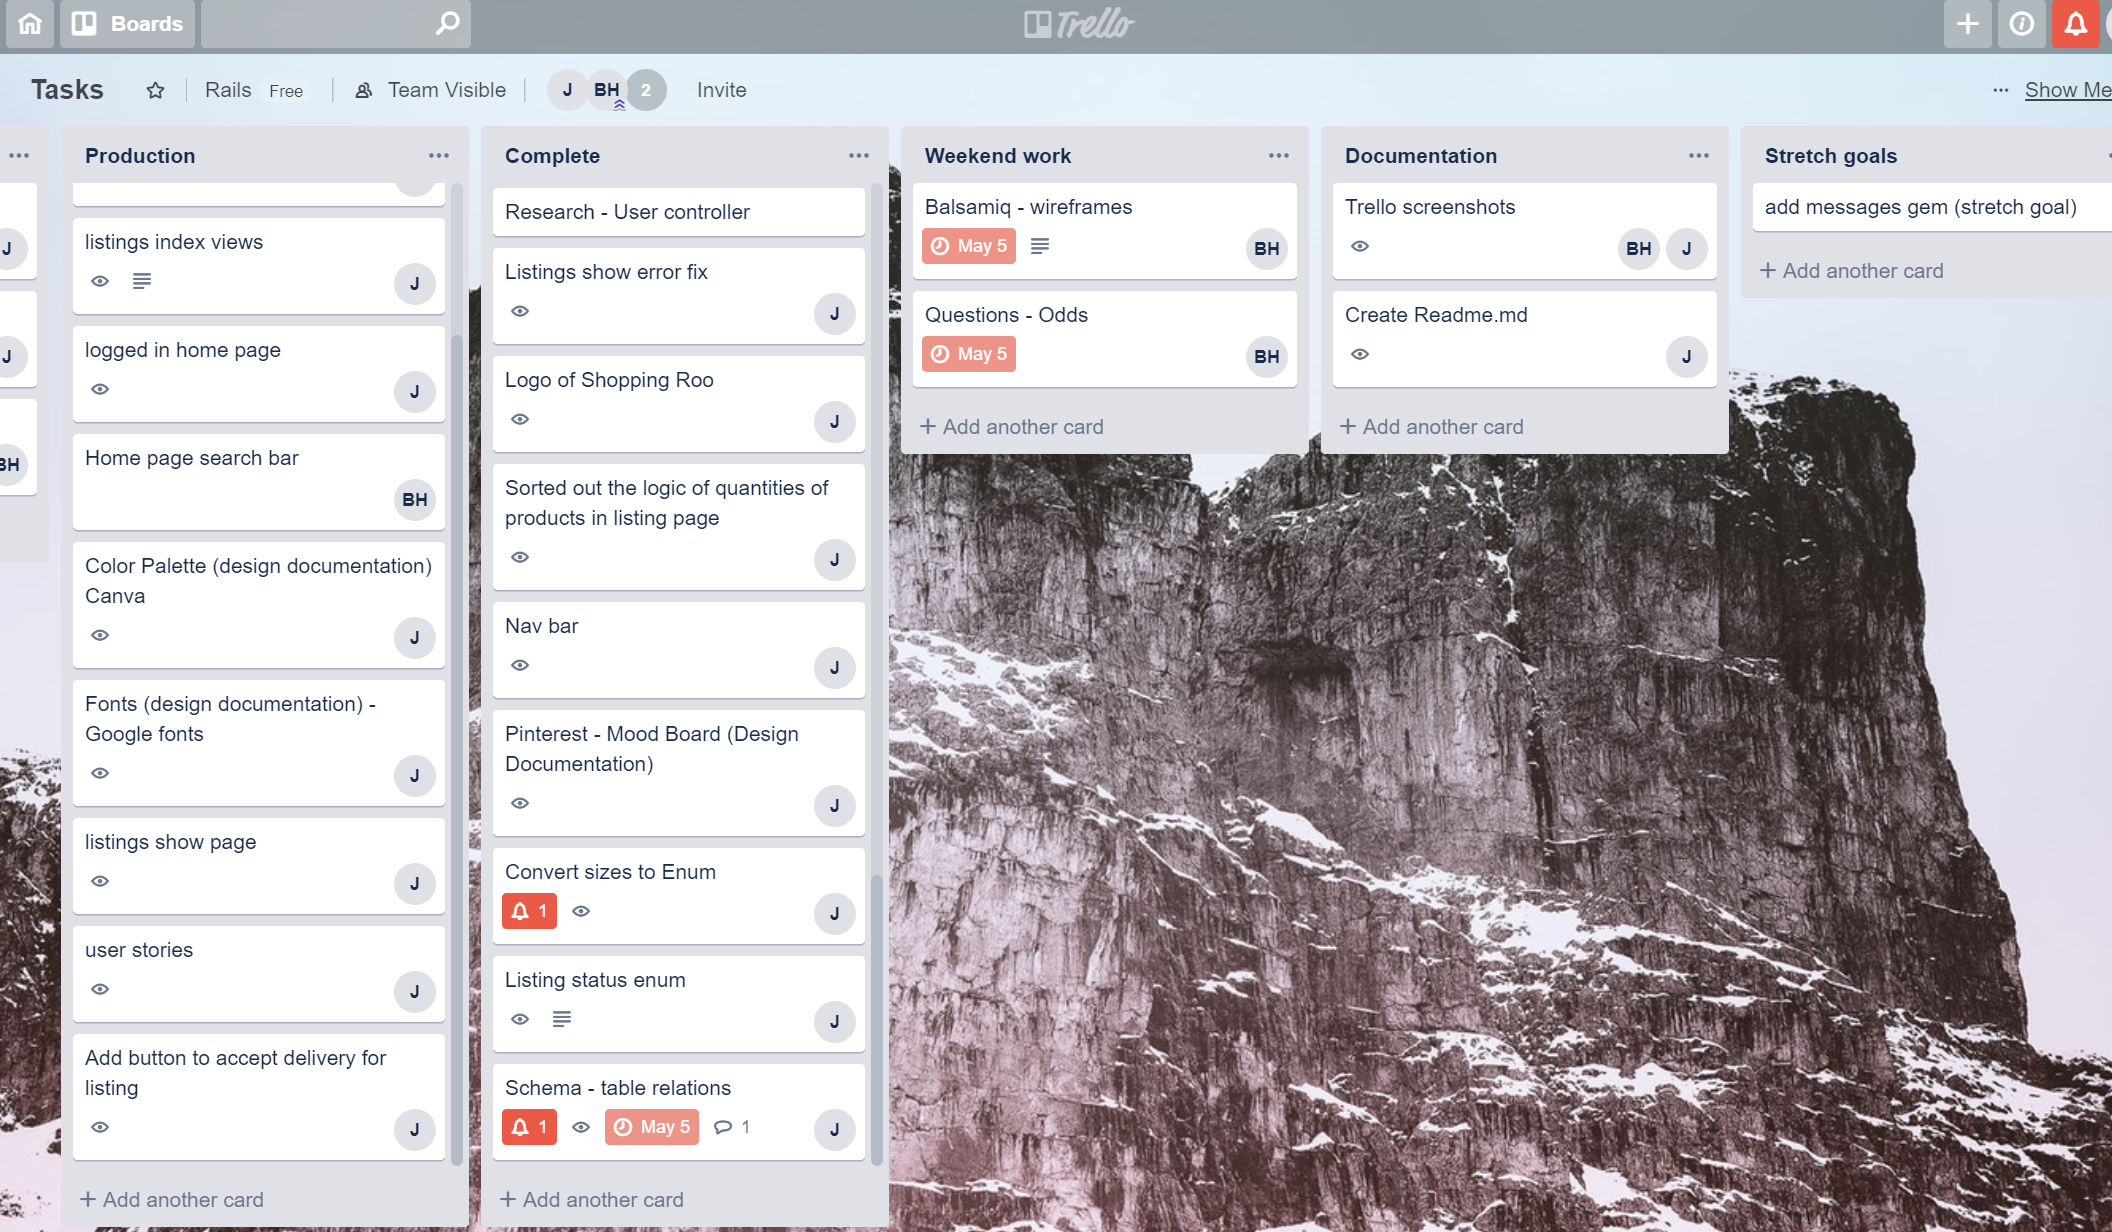 Boards
Trello
Tasks
Rails Free
Team Visible
J BH 2
Invite
Show Me
J
J
BH
Production
listings index views
J
logged in home page
J
Home page search bar
BH
Color Palette (design documentation)
Canva
J
Fonts (design documentation) -
Google fonts
J
listings show page
J
user stories
J
Add button to accept delivery for
listing
J
+ Add another card
Complete
Research - User controller
Listings show error fix
J
Logo of Shopping Roo
J
Sorted out the logic of quantities of
products in listing page
J
Nav bar
J
Pinterest - Mood Board (Design
Documentation)
J
Convert sizes to Enum
1
J
Listing status enum
J
Schema - table relations
1 May 5 1
J
+ Add another card
Weekend work
Balsamiq - wireframes
May 5
BH
Questions - Odds
May 5
BH
+ Add another card
Documentation
Trello screenshots
BH J
Create Readme.md
J
+ Add another card
Stretch goals
add messages gem (stretch goal)
+ Add another card